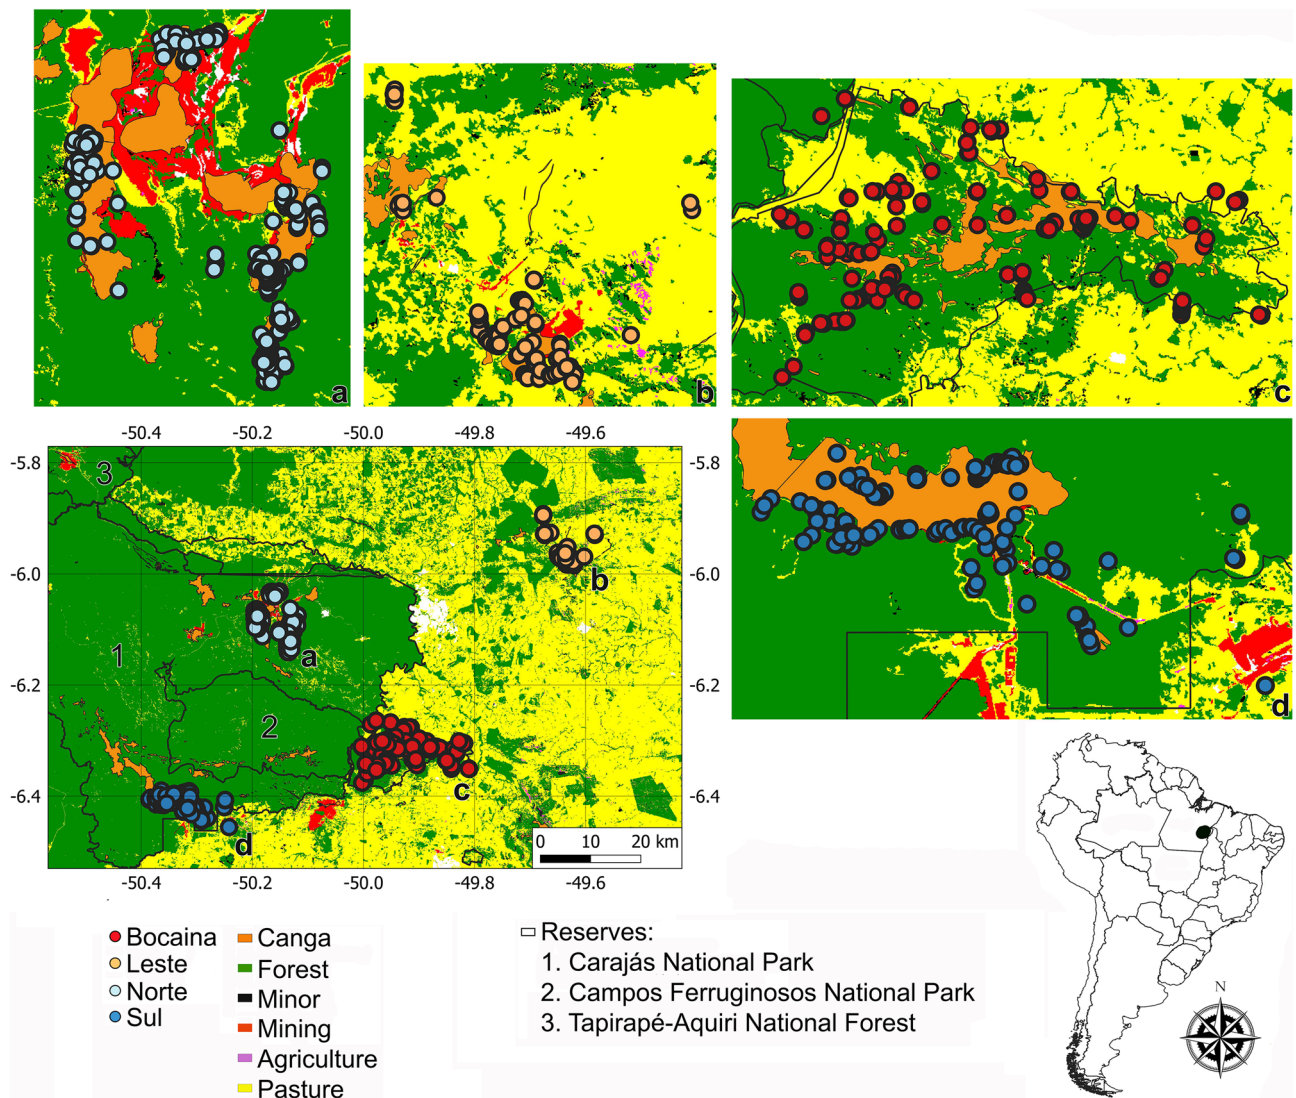 a
b
c
d
-50.4 -50.2 -50.0 -49.8 -49.6
-5.8
-6.0
-6.2
-6.4
-5.8
-6.0
-6.2
-6.4
3
1
2
a
b
c
d
0 10 20 km
-50.4 -50.2 -50.0 -49.8 -49.6
Bocaina
Leste
Norte
Sul
Canga
Forest
Minor
Mining
Agriculture
Pasture
Reserves:
1. Carajás National Park
2. Campos Ferruginosos National Park
3. Tapirapé-Aquiri National Forest
N